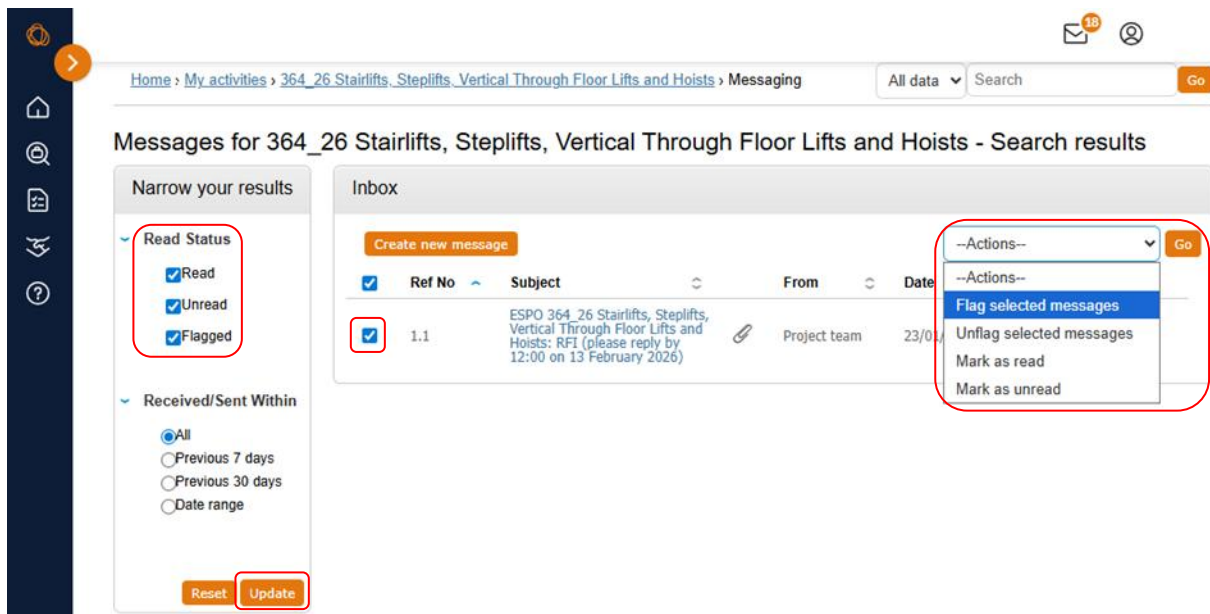 18
Home › My activities › 364_26 Stairlifts, Steplifts, Vertical Through Floor Lifts and Hoists › Messaging
All data
Search
Go
Messages for 364_26 Stairlifts, Steplifts, Vertical Through Floor Lifts and Hoists - Search results
Narrow your results
Read Status
Read
Unread
Flagged
Received/Sent Within
All
Previous 7 days
Previous 30 days
Date range
Reset
Update
Inbox
Create new message
--Actions--
Go
Ref No
Subject
From
Date
1.1
ESPO 364_26 Stairlifts, Steplifts,
Vertical Through Floor Lifts and
Hoists: RFI (please reply by
12:00 on 13 February 2026)
Project team
23/01/
--Actions--
Flag selected messages
Unflag selected messages
Mark as read
Mark as unread